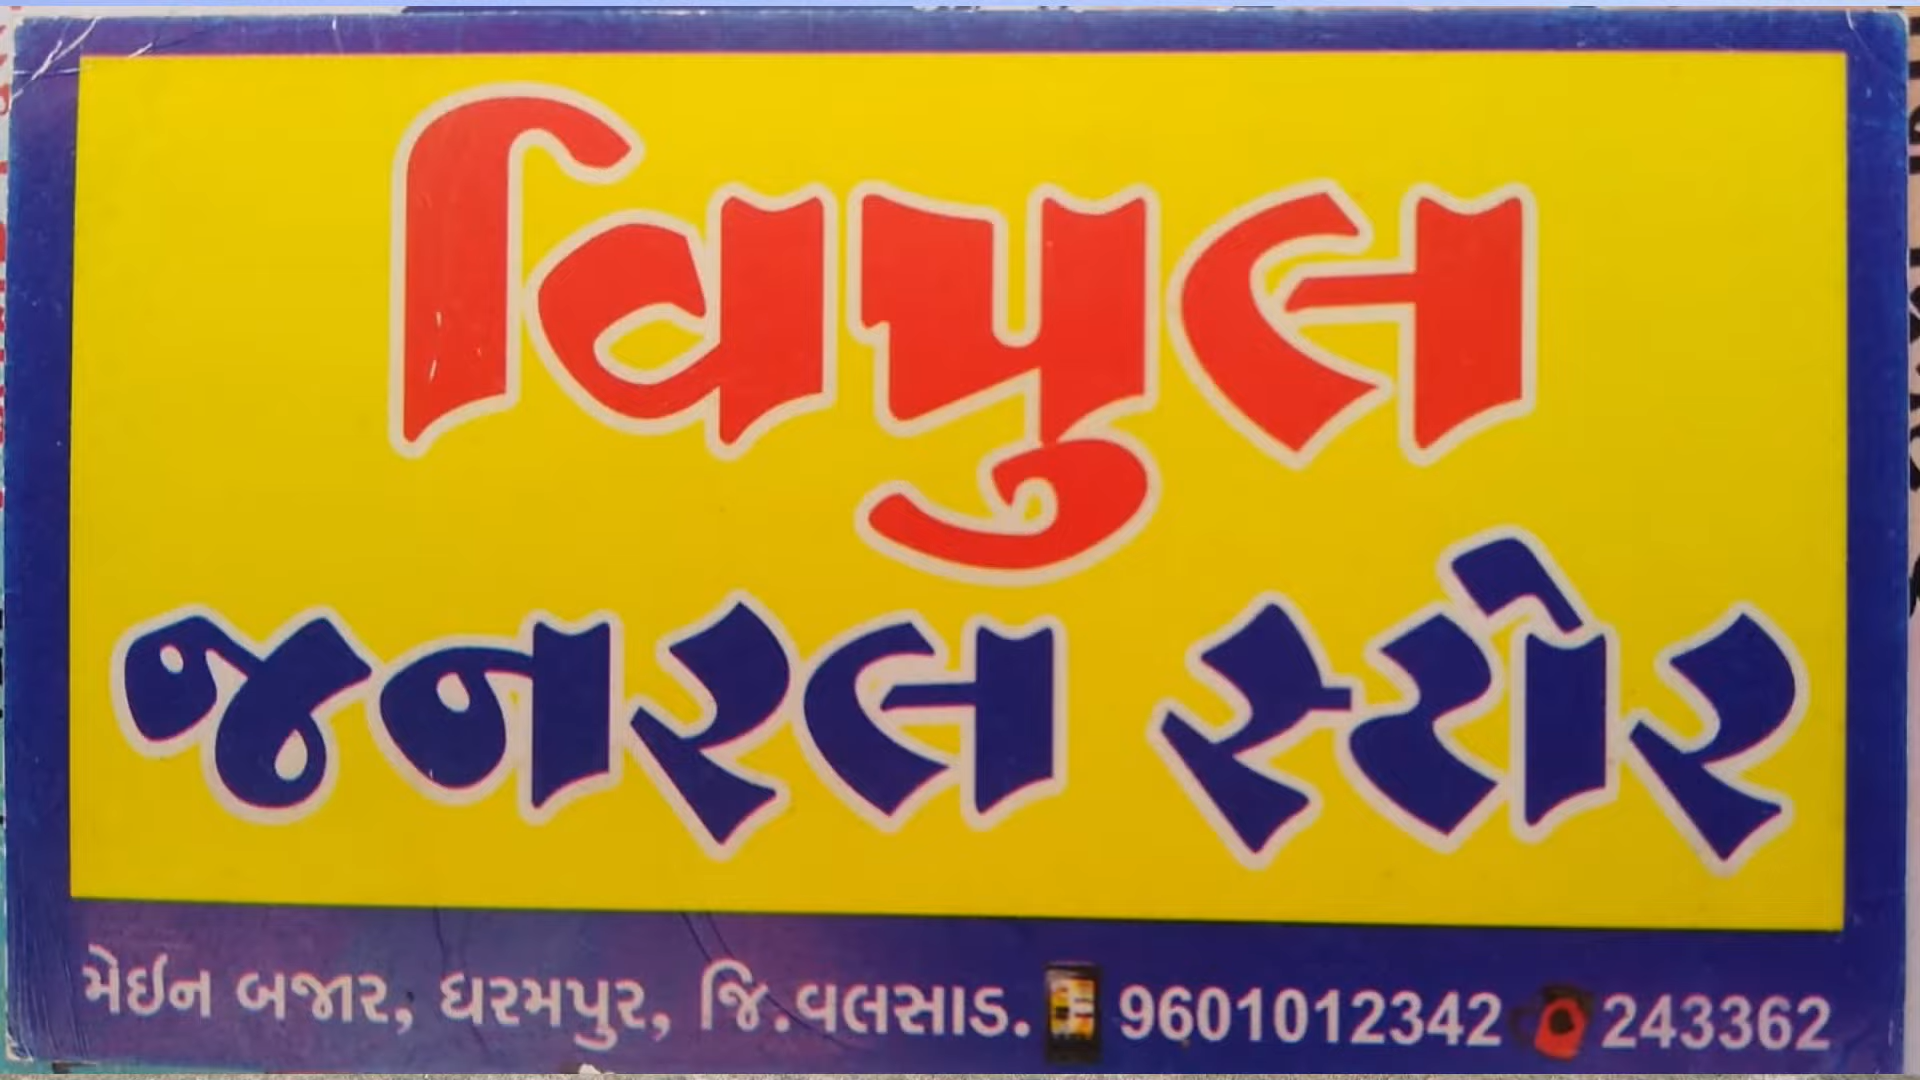 વિપુલ
જનરલ સ્ટોર
મેઈન બજાર, ધરમપુર, જિ.વલસાડ. 9601012342 243362